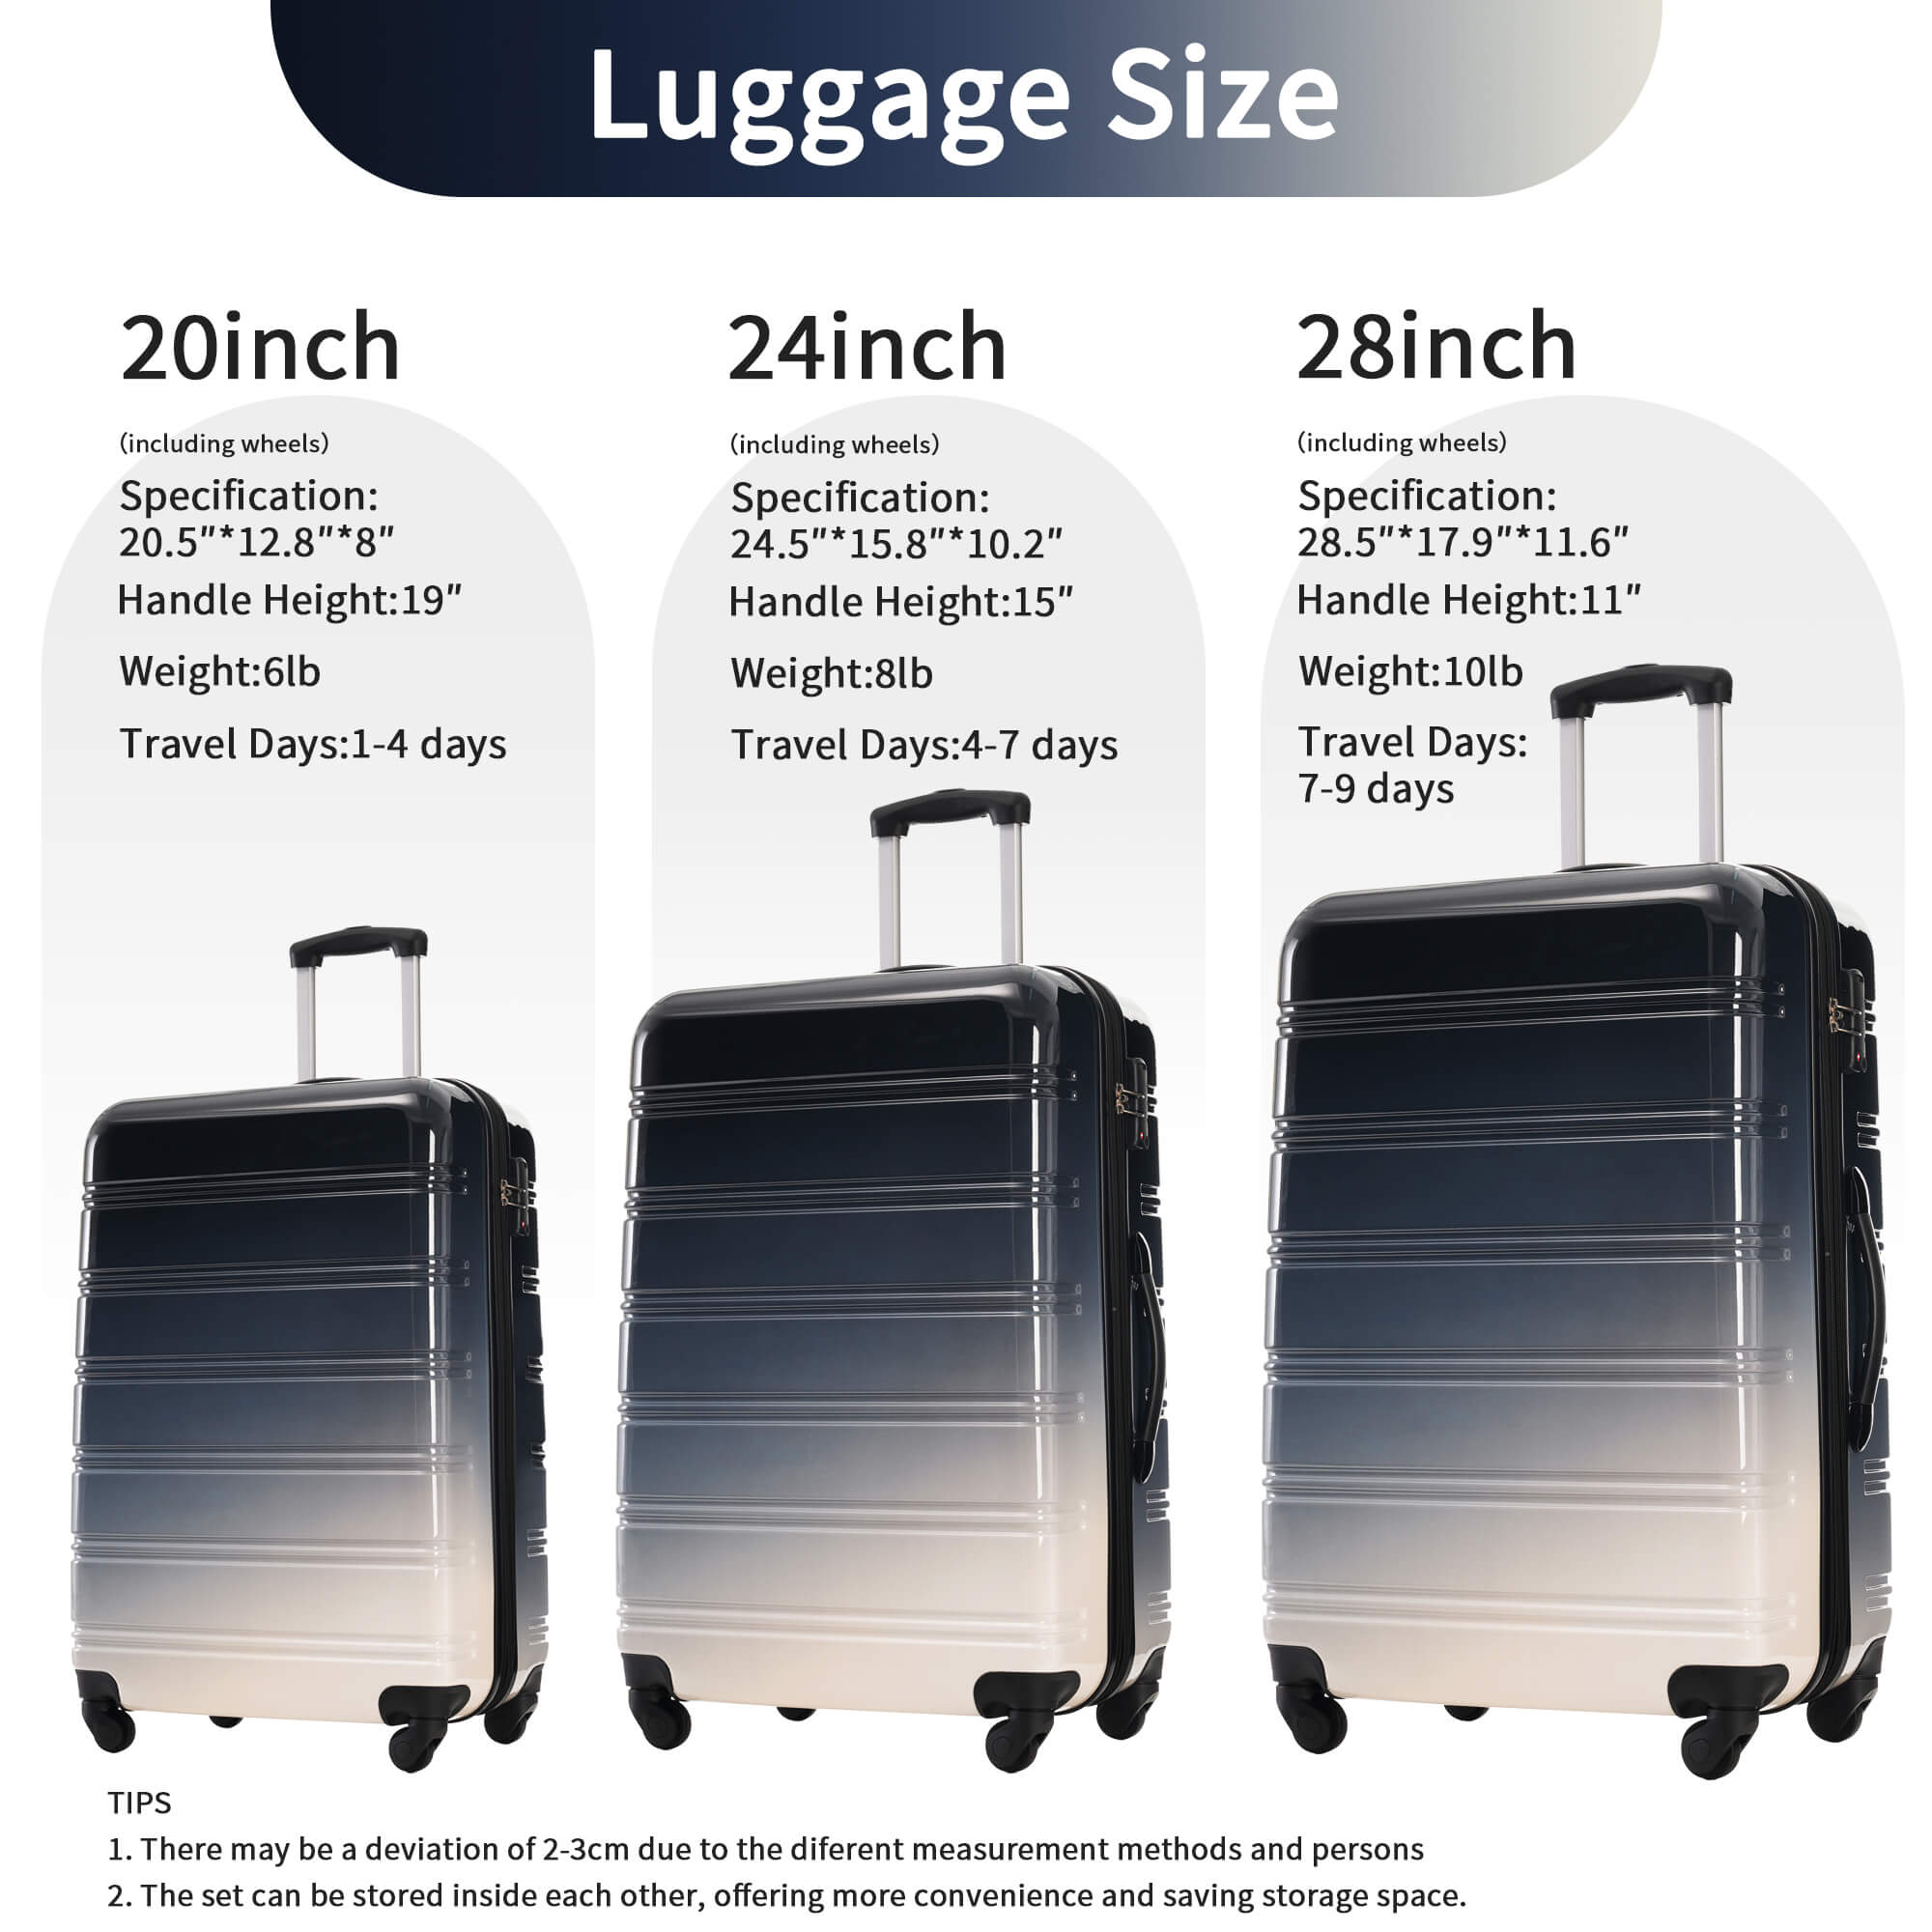 Luggage Size
20inch
(including wheels)
Specification:
20.5"*12.8"*8"
Handle Height:19"
Weight:6lb
Travel Days:1-4 days
24inch
(including wheels)
Specification:
24.5"*15.8"*10.2"
Handle Height:15"
Weight:8lb
Travel Days:4-7 days
28inch
(including wheels)
Specification:
28.5"*17.9"*11.6"
Handle Height:11"
Weight:10lb
Travel Days:
7-9 days
TIPS
1. There may be a deviation of 2-3cm due to the diferent measurement methods and persons
2. The set can be stored inside each other, offering more convenience and saving storage space.